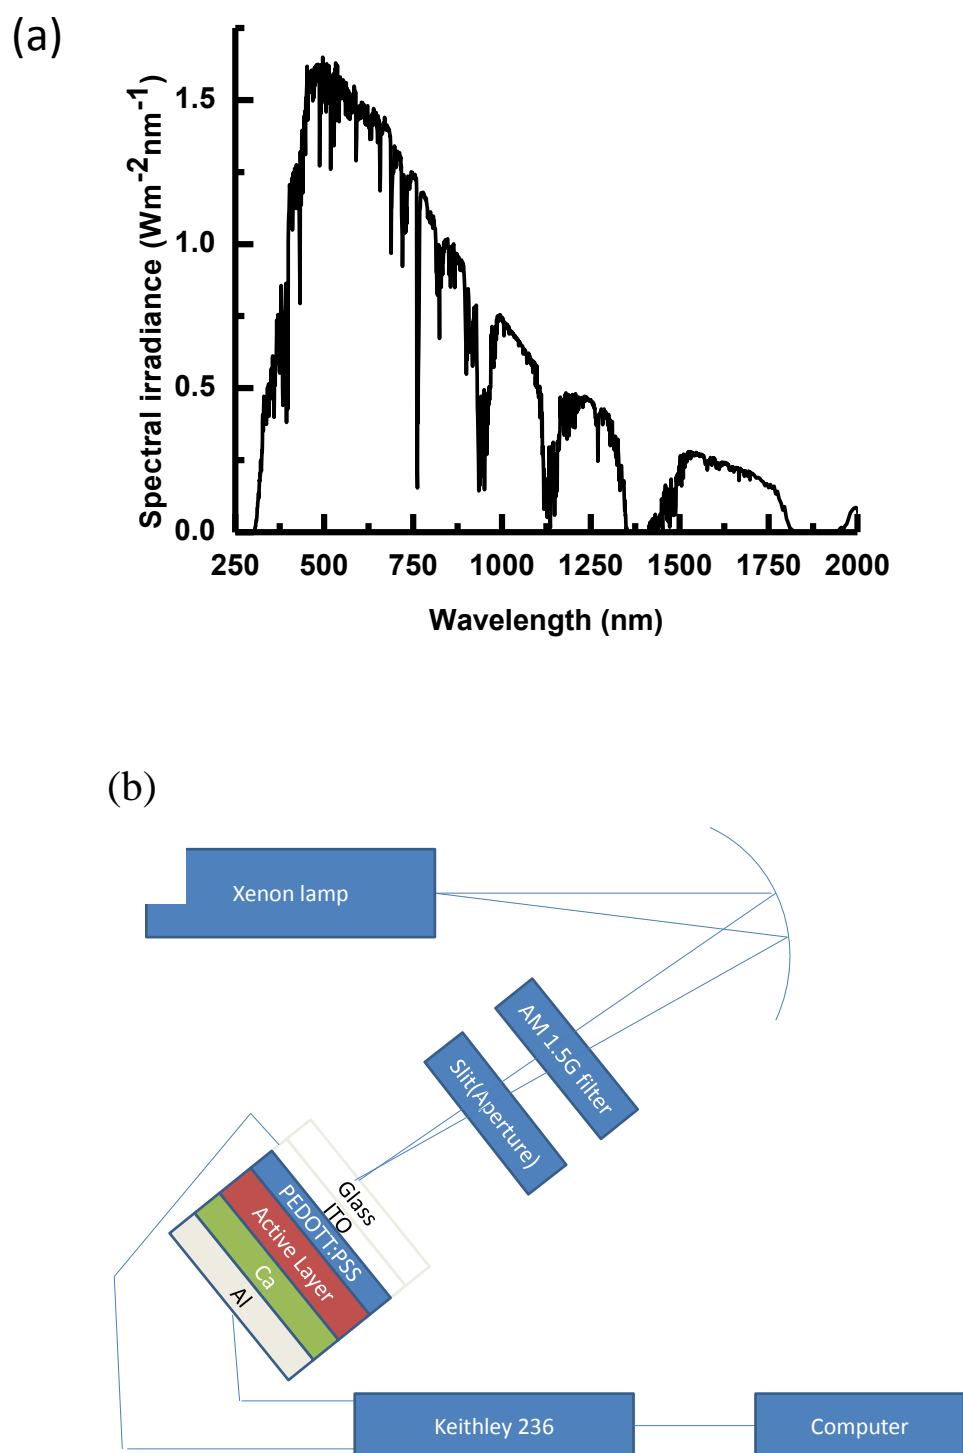 (a)
Spectral irradiance (Wm⁻²nm⁻¹)
1.5
1.0
0.5
0.0
250 500 750 1000 1250 1500 1750 2000
Wavelength (nm)
(b)
Xenon lamp
AM 1.5G filter
Slit(Aperture)
Glass
ITO
PEDOTT:PSS
Active Layer
Ca
Al
Keithley 236
Computer